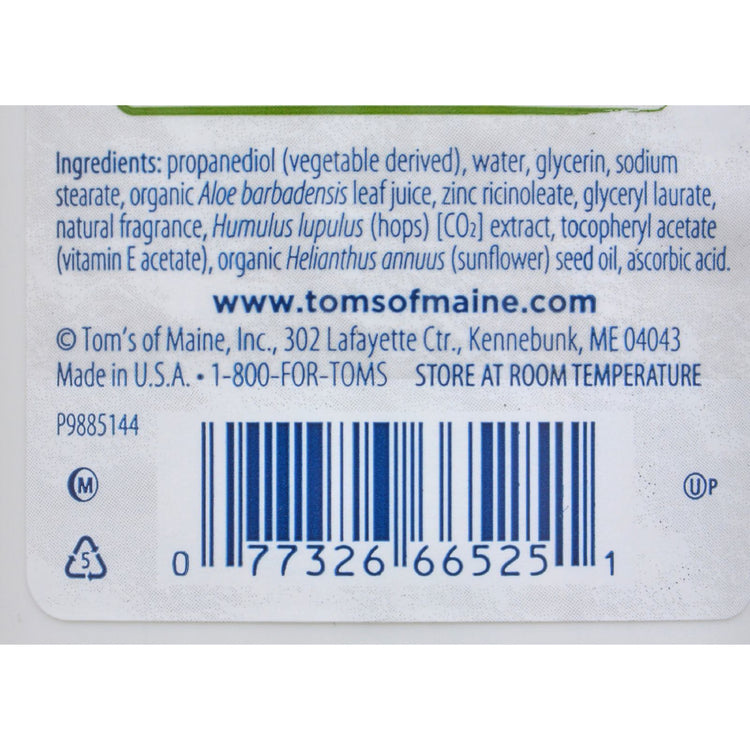 Ingredients: propanediol (vegetable derived), water, glycerin, sodium
stearate, organic Aloe barbadensis leaf juice, zinc ricinoleate, glyceryl laurate,
natural fragrance, Humulus lupulus (hops) [CO₂] extract, tocopheryl acetate
(vitamin E acetate), organic Helianthus annuus (sunflower) seed oil, ascorbic acid.
www.tomsofmaine.com
© Tom's of Maine, Inc., 302 Lafayette Ctr., Kennebunk, ME 04043
Made in U.S.A. • 1-800-FOR-TOMS STORE AT ROOM TEMPERATURE
P9885144
M
ⓊP
5
0 77326 66525 1